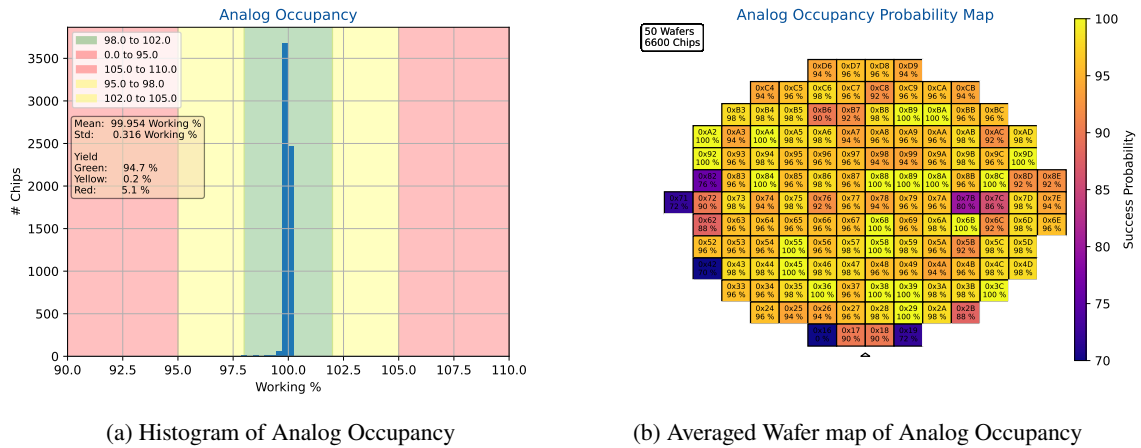 Analog Occupancy
98.0 to 102.0
0.0 to 95.0
105.0 to 110.0
95.0 to 98.0
102.0 to 105.0
Mean: 99.954 Working %
Std: 0.316 Working %
Yield
Green: 94.7 %
Yellow: 0.2 %
Red: 5.1 %
# Chips
3500
3000
2500
2000
1500
1000
500
0
90.0 92.5 95.0 97.5 100.0 102.5 105.0 107.5 110.0
Working %
(a) Histogram of Analog Occupancy
Analog Occupancy Probability Map
50 Wafers
6600 Chips
0xD6 0xD7 0xD8 0xD9
94 % 96 % 96 % 94 %
0xC4 0xC5 0xC6 0xC7 0xC8 0xC9 0xCA 0xCB
94 % 96 % 98 % 96 % 92 % 96 % 96 % 94 %
0xB3 0xB4 0xB5 0xB6 0xB7 0xB8 0xB9 0xBA 0xBB 0xBC
96 % 98 % 98 % 90 % 92 % 98 % 100 % 100 % 96 % 96 %
0xA2 0xA3 0xA4 0xA5 0xA6 0xA7 0xA8 0xA9 0xAA 0xAB 0xAC 0xAD
100 % 94 % 100 % 96 % 96 % 94 % 96 % 96 % 98 % 96 % 92 % 98 %
0x92 0x93 0x94 0x95 0x96 0x97 0x98 0x99 0x9A 0x9B 0x9C 0x9D
100 % 96 % 98 % 96 % 98 % 96 % 94 % 94 % 96 % 98 % 96 % 100 %
0x83 0x84 0x85 0x86 0x87 0x88 0x89 0x8A 0x8B 0x8C 0x8D 0x8E
76 % 96 % 100 % 96 % 98 % 96 % 100 % 100 % 100 % 96 % 100 % 92 % 92 %
0x71 0x72 0x73 0x74 0x75 0x76 0x77 0x78 0x79 0x7A 0x7B 0x7C 0x7D 0x7E
72 % 90 % 98 % 94 % 98 % 92 % 96 % 94 % 96 % 92 % 80 % 86 % 98 % 94 %
0x62 0x63 0x64 0x65 0x66 0x67 0x68 0x69 0x6A 0x6B 0x6C 0x6D 0x6E
88 % 96 % 96 % 96 % 96 % 96 % 100 % 98 % 98 % 100 % 92 % 98 % 96 %
0x52 0x53 0x54 0x55 0x56 0x57 0x58 0x59 0x5A 0x5B 0x5C 0x5D
96 % 96 % 96 % 100 % 96 % 98 % 100 % 98 % 96 % 92 % 98 % 98 %
0x43 0x44 0x45 0x46 0x47 0x48 0x49 0x4A 0x4B 0x4C 0x4D
98 % 98 % 100 % 98 % 98 % 96 % 96 % 94 % 96 % 98 % 98 %
0x33 0x34 0x35 0x36 0x37 0x38 0x39 0x3A 0x3B 0x3C
96 % 96 % 98 % 100 % 96 % 100 % 100 % 98 % 98 % 100 %
0x24 0x25 0x26 0x27 0x28 0x29 0x2A 0x2B
96 % 94 % 94 % 96 % 98 % 100 % 98 % 88 %
0x17 0x18 0x19
90 % 90 % 72 %
100
95
90
85
80
75
70
Success Probability
(b) Averaged Wafer map of Analog Occupancy